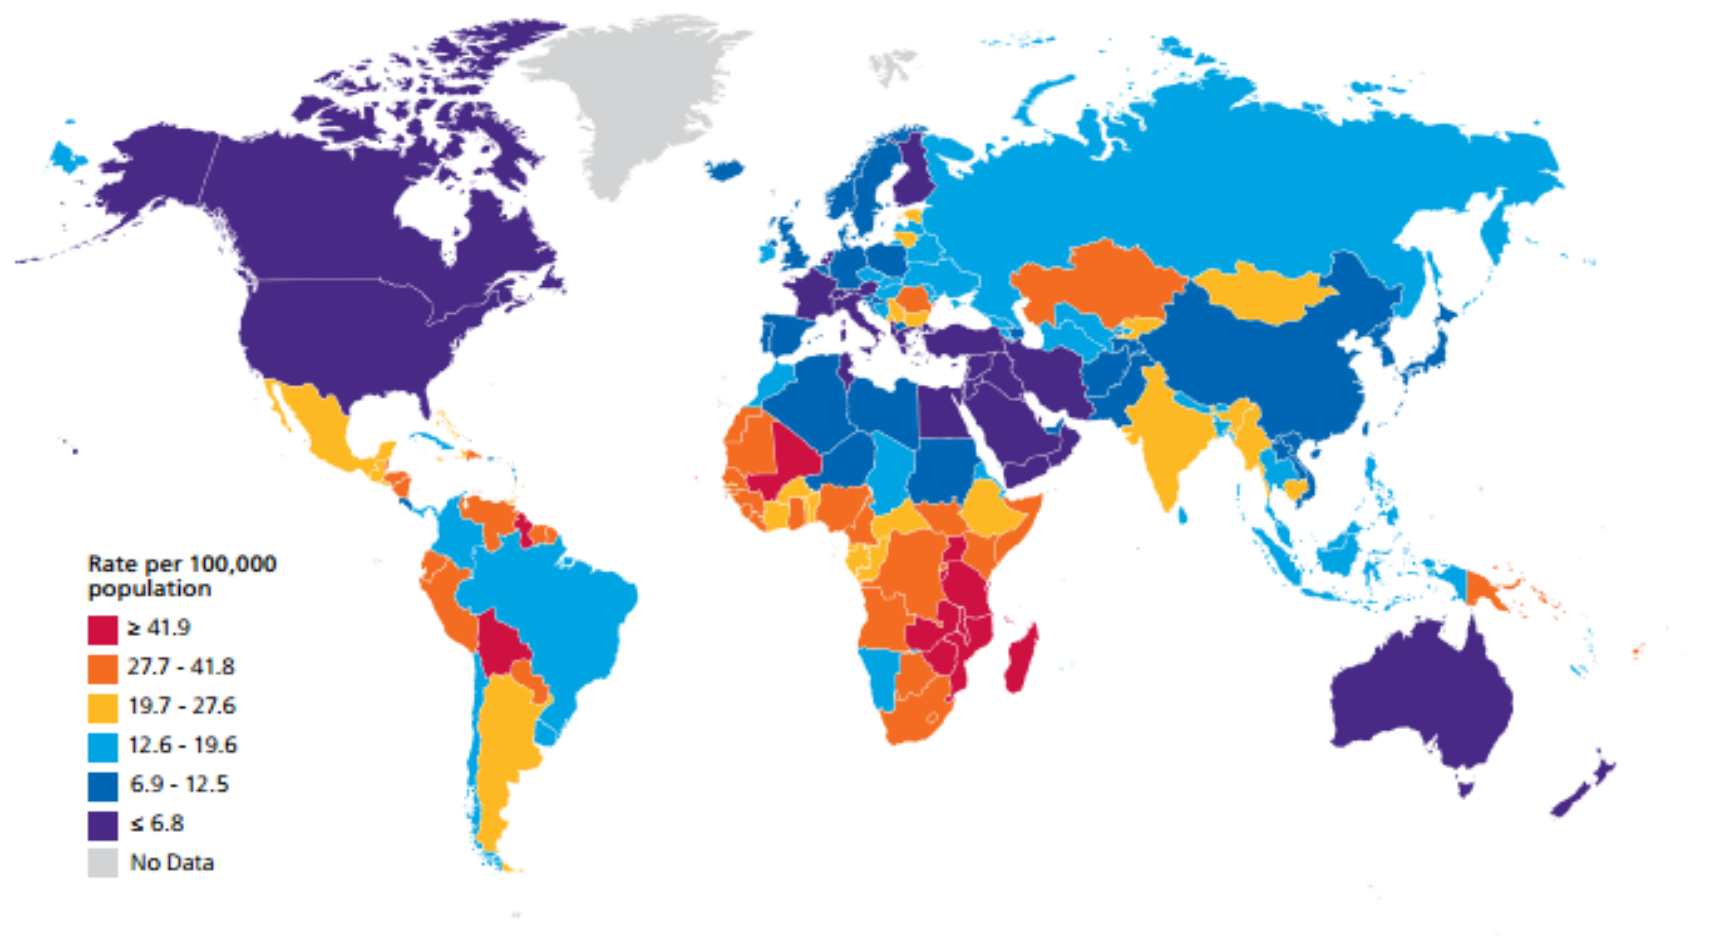 Rate per 100,000
population
≥ 41.9
27.7 - 41.8
19.7 - 27.6
12.6 - 19.6
6.9 - 12.5
≤ 6.8
No Data